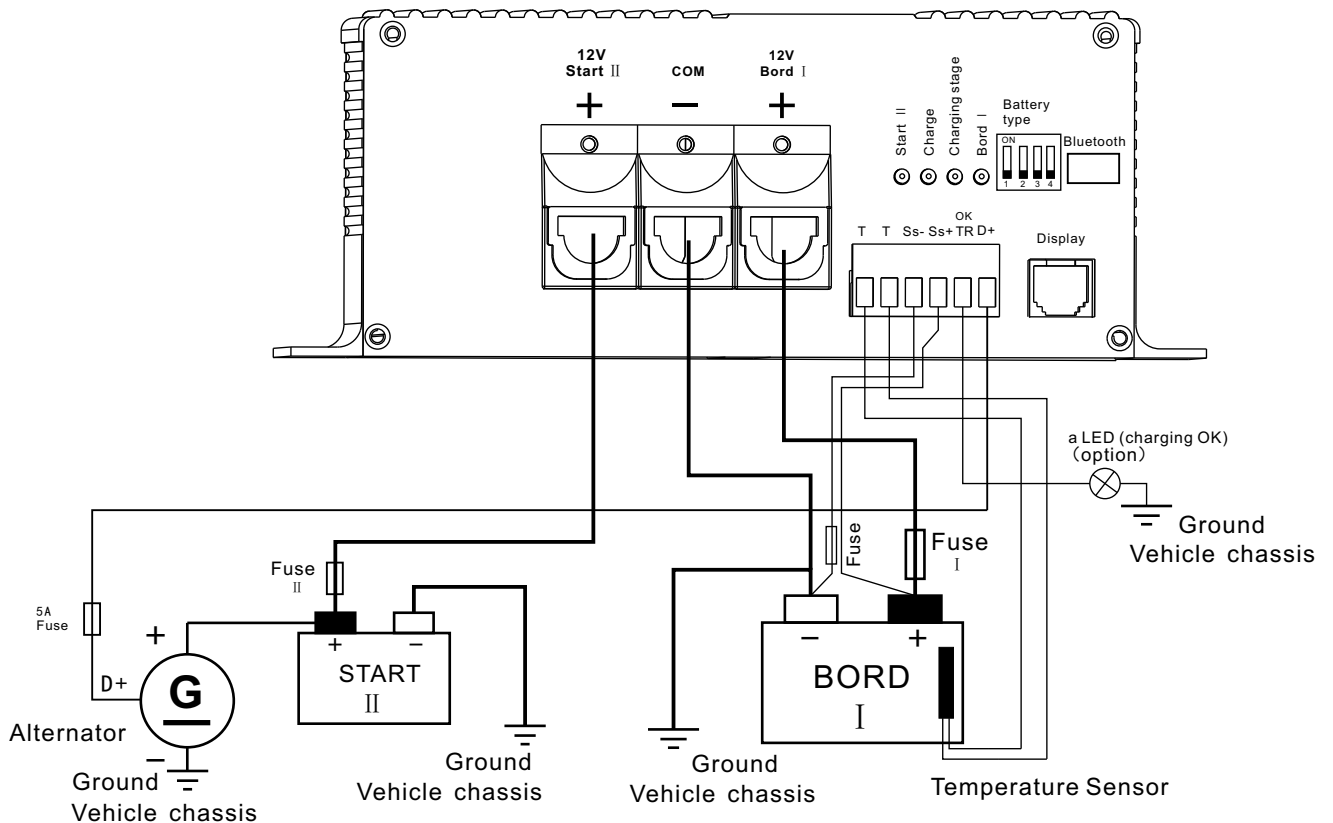 12V
Start Ⅱ
COM
12V
Bord Ⅰ
+
−
+
Start Ⅱ
Charge
Charging stage
Bord Ⅰ
Battery
type
ON
1 2 3 4
Bluetooth
OK
T T Ss- Ss+ TR D+
Display
a LED (charging OK)
(option)
Ground
Vehicle chassis
Fuse
Fuse
Ⅰ
Fuse
Ⅱ
5A
Fuse
+
D+
G
Alternator
−
Ground
Vehicle chassis
+ −
START
Ⅱ
Ground
Vehicle chassis
Ground
Vehicle chassis
− +
BORD
Ⅰ
Temperature Sensor